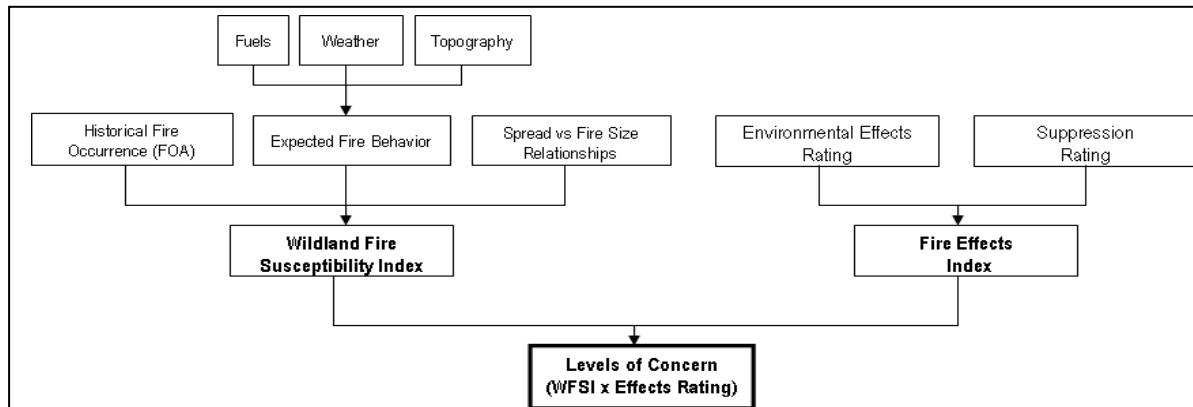 Fuels
Weather
Topography
Historical Fire
Occurrence (FOA)
Expected Fire Behavior
Spread vs Fire Size
Relationships
Environmental Effects
Rating
Suppression
Rating
Wildland Fire
Susceptibility Index
Fire Effects
Index
Levels of Concern
(WFSI x Effects Rating)